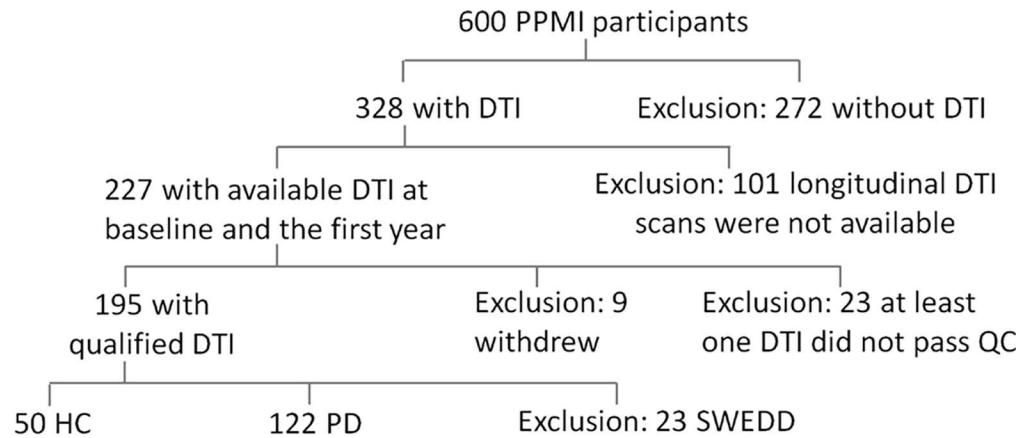 600 PPMI participants
328 with DTI
Exclusion: 272 without DTI
227 with available DTI at
baseline and the first year
Exclusion: 101 longitudinal DTI
scans were not available
195 with
qualified DTI
Exclusion: 9
withdrew
Exclusion: 23 at least
one DTI did not pass QC
50 HC
122 PD
Exclusion: 23 SWEDD